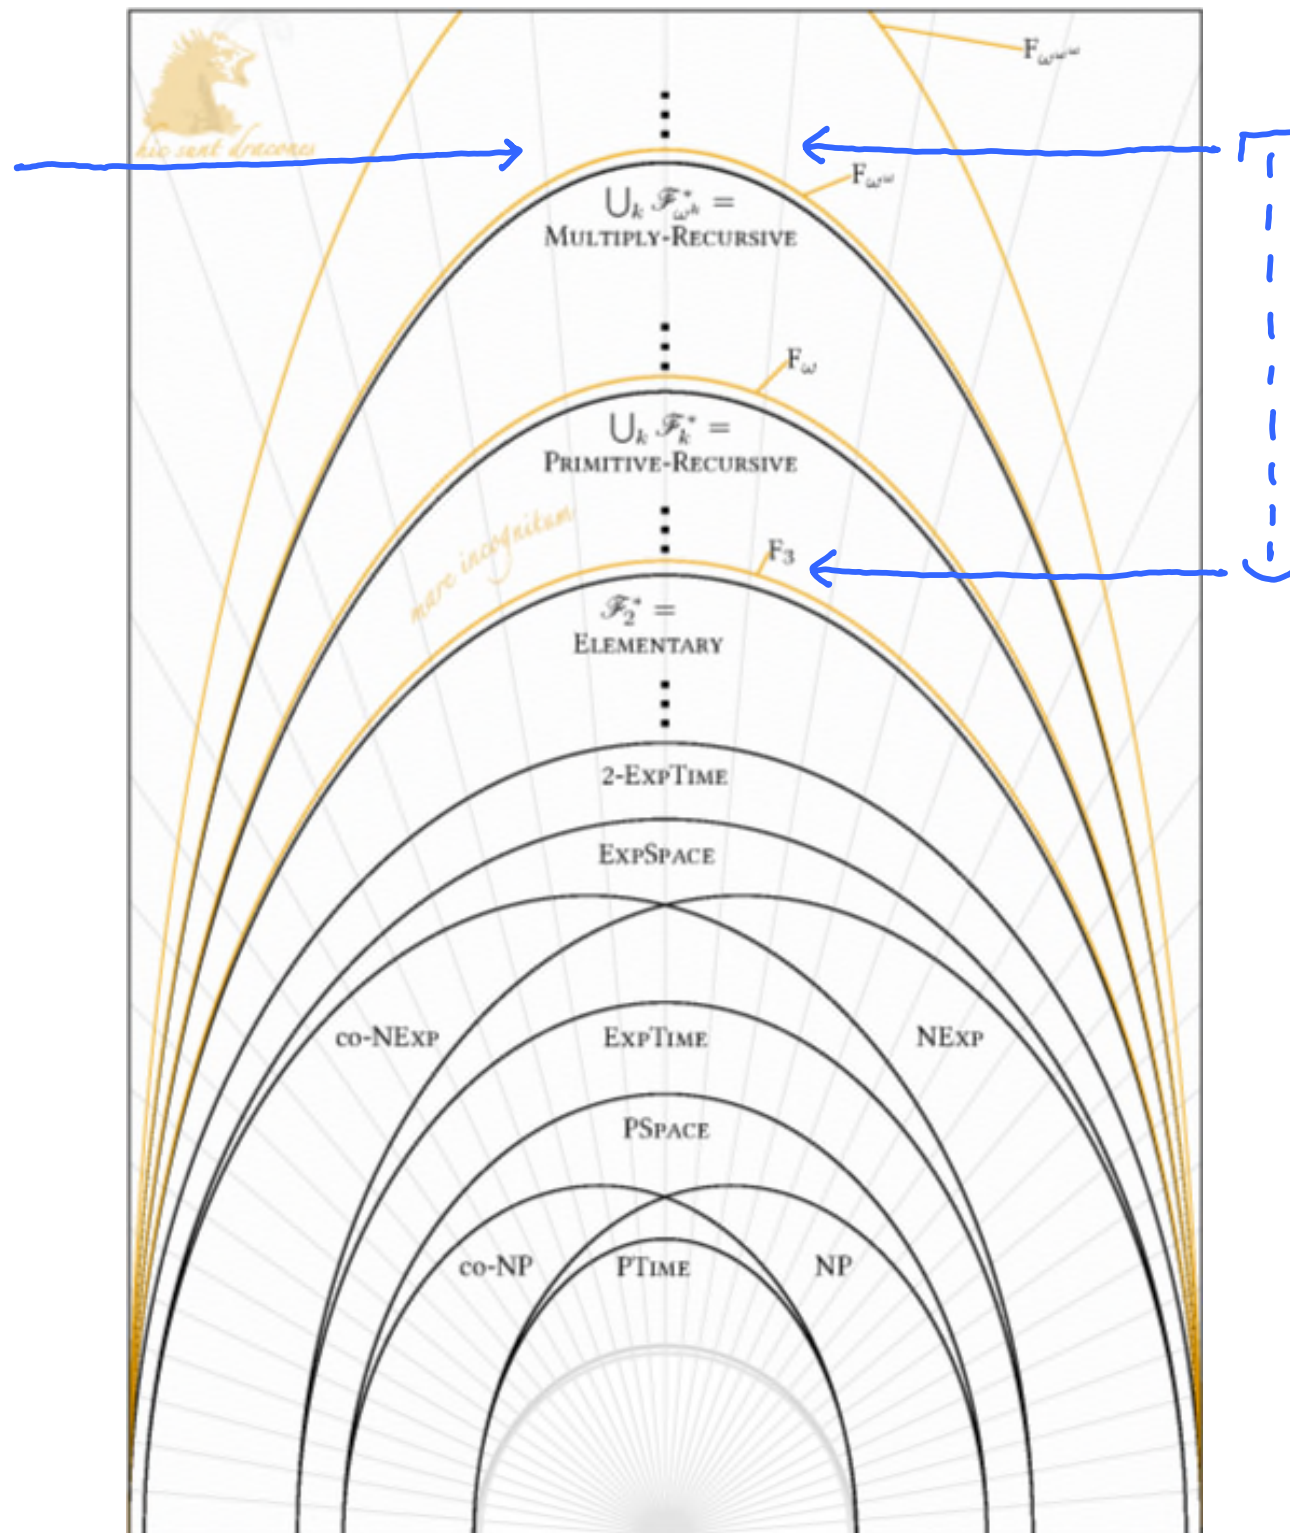 F_{ω^{ω^ω}}
hic sunt dracones
F_{ω^ω}
⋃_k ℱ*_{ω^k} =
Multiply-Recursive
F_ω
⋃_k ℱ*_k =
Primitive-Recursive
mare incognitum
F_3
ℱ*_2 =
Elementary
2-ExpTime
ExpSpace
co-NExp ExpTime NExp
PSpace
co-NP PTime NP